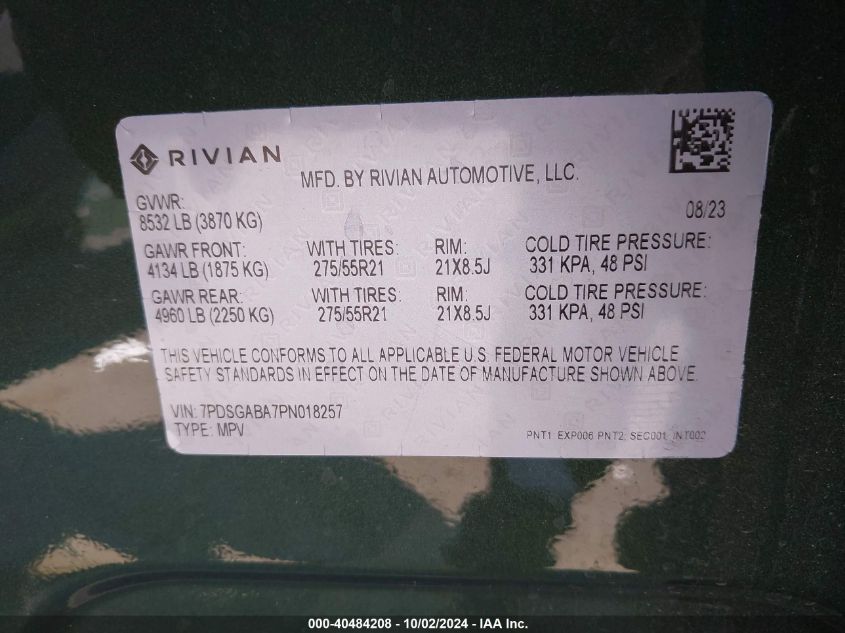 RIVIAN
MFD. BY RIVIAN AUTOMOTIVE, LLC.
GVWR:
8532 LB (3870 KG)
08/23
GAWR FRONT: WITH TIRES: RIM: COLD TIRE PRESSURE:
4134 LB (1875 KG) 275/55R21 21X8.5J 331 KPA, 48 PSI
GAWR REAR: WITH TIRES: RIM: COLD TIRE PRESSURE:
4960 LB (2250 KG) 275/55R21 21X8.5J 331 KPA, 48 PSI
THIS VEHICLE CONFORMS TO ALL APPLICABLE U.S. FEDERAL MOTOR VEHICLE
SAFETY STANDARDS IN EFFECT ON THE DATE OF MANUFACTURE SHOWN ABOVE.
VIN: 7PDSGABA7PN018257
TYPE: MPV
PNT1: EXP006 PNT2: SEC001 INT002
000-40484208 - 10/02/2024 - IAA Inc.